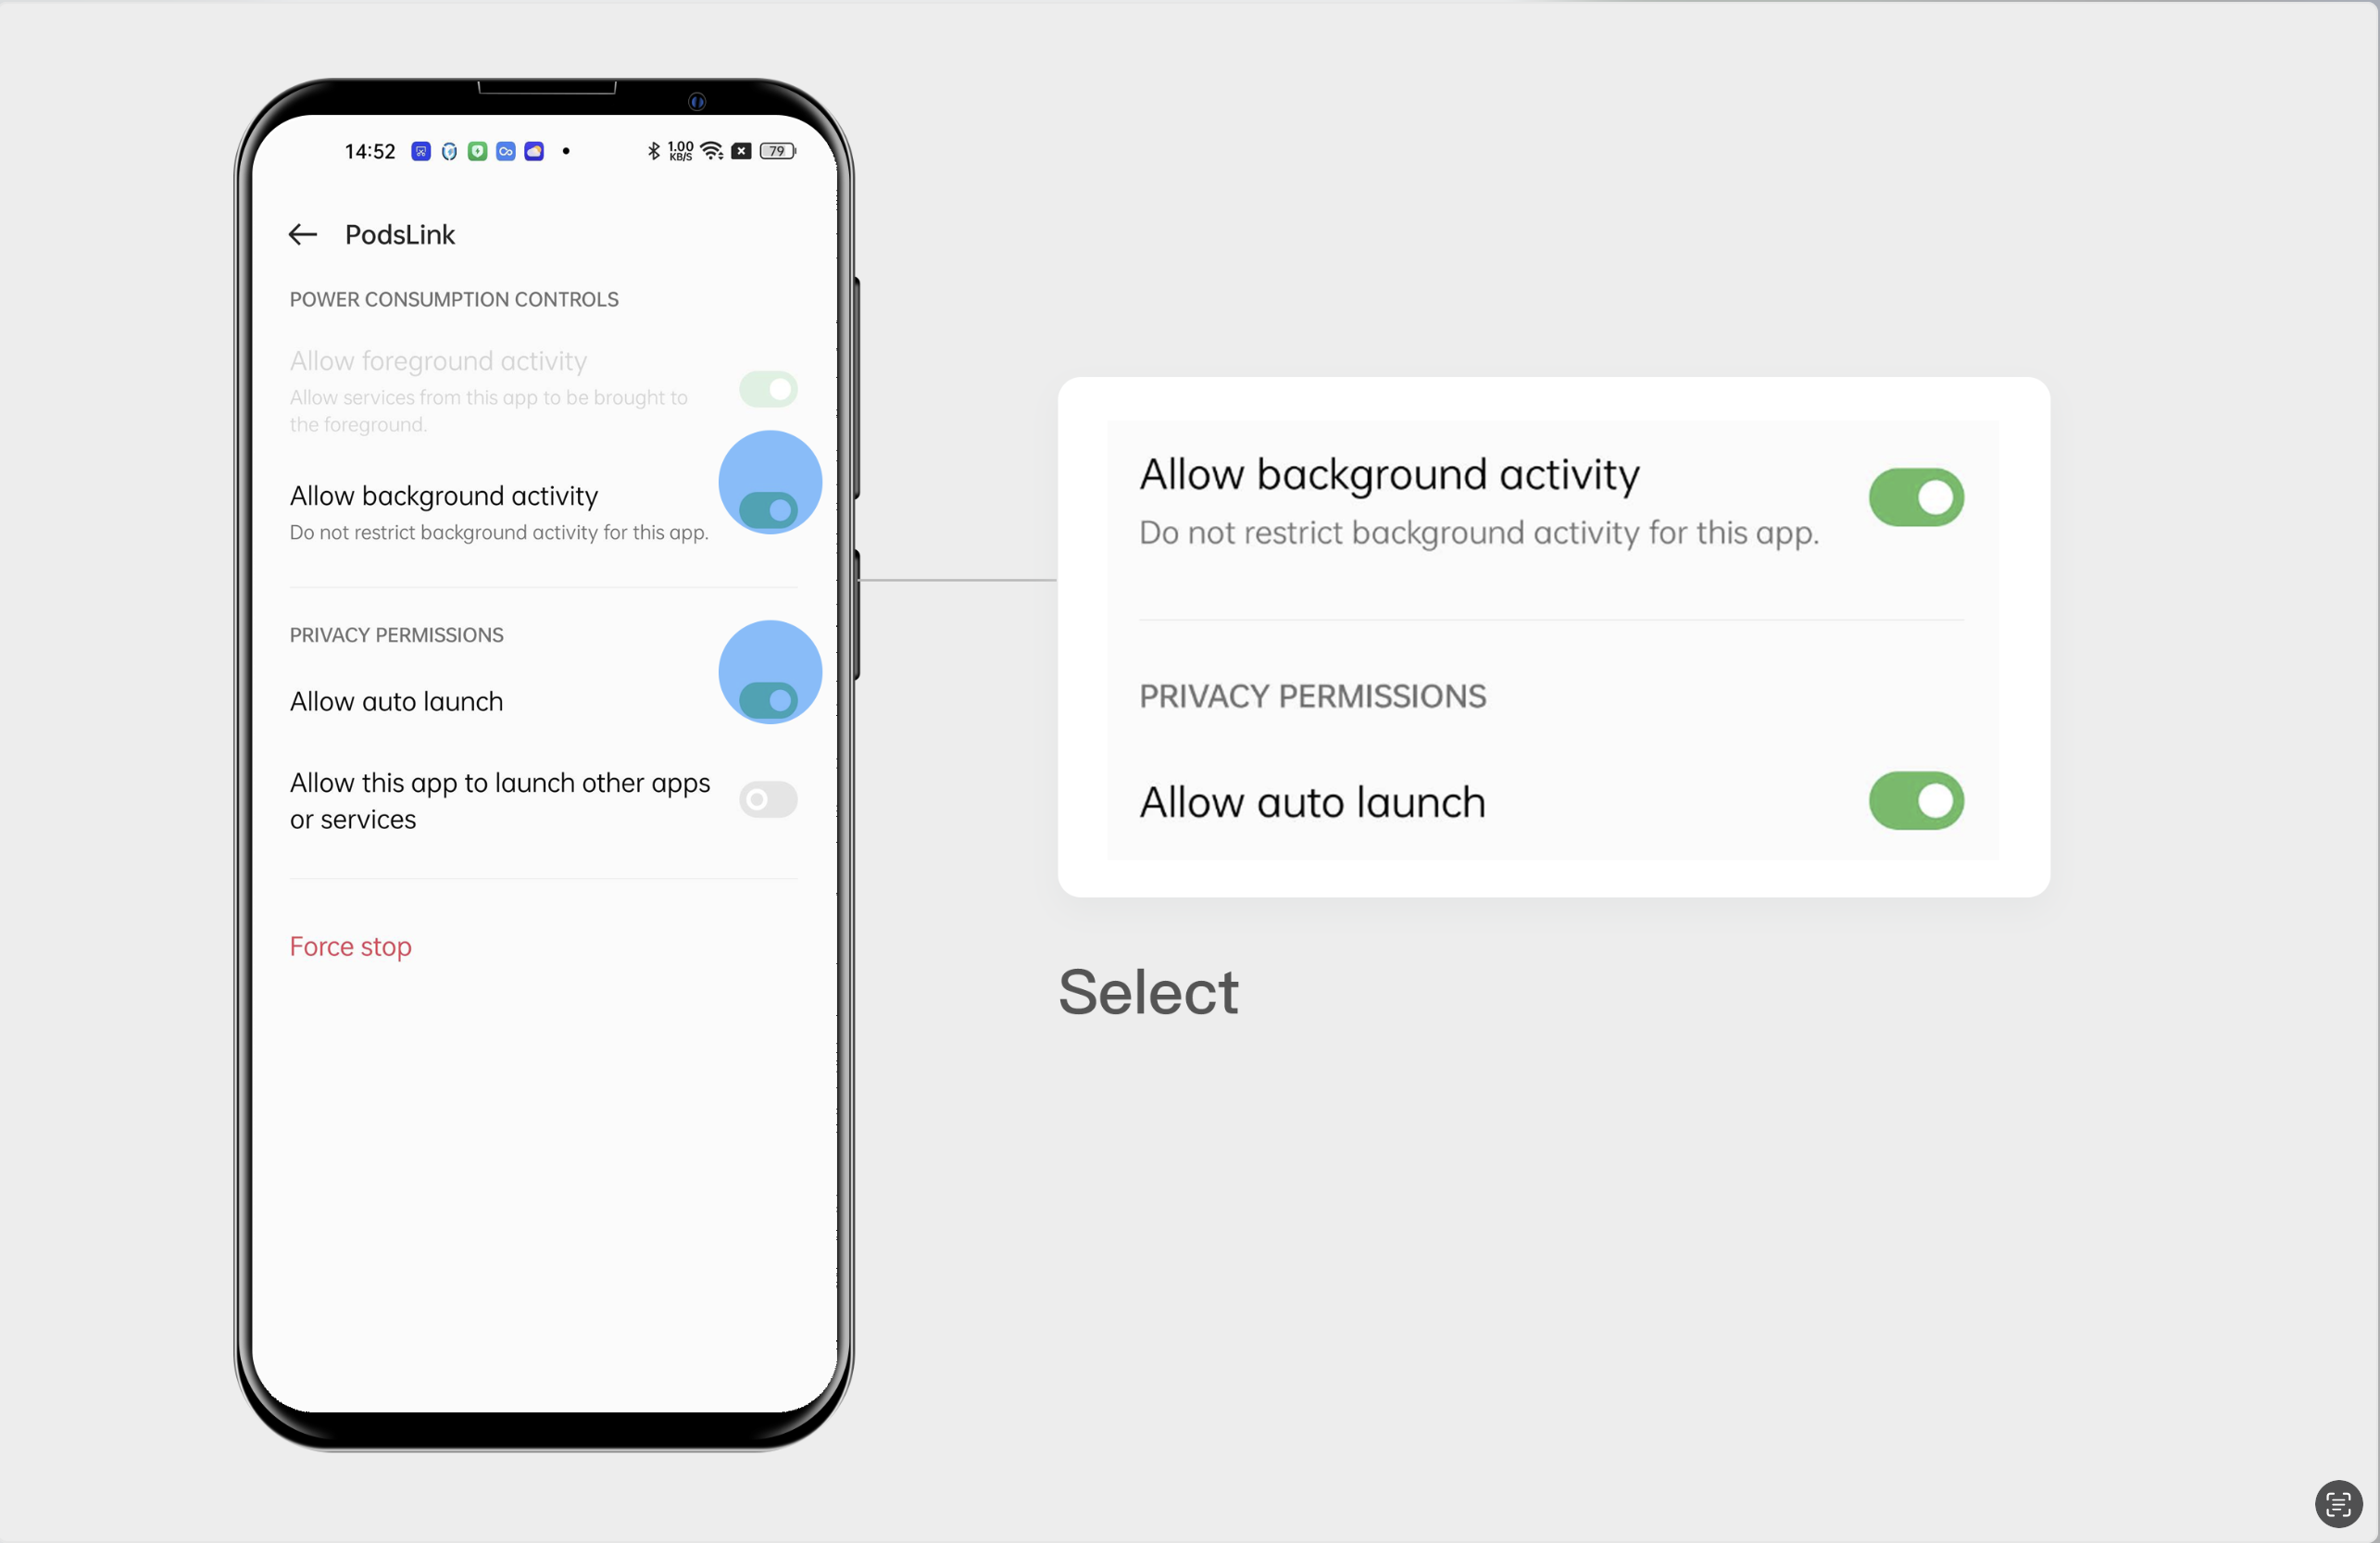 14:52
1.00
KB/S
79
PodsLink
POWER CONSUMPTION CONTROLS
Allow foreground activity
Allow services from this app to be brought to
the foreground.
Allow background activity
Do not restrict background activity for this app.
PRIVACY PERMISSIONS
Allow auto launch
Allow this app to launch other apps
or services
Force stop
Allow background activity
Do not restrict background activity for this app.
PRIVACY PERMISSIONS
Allow auto launch
Select